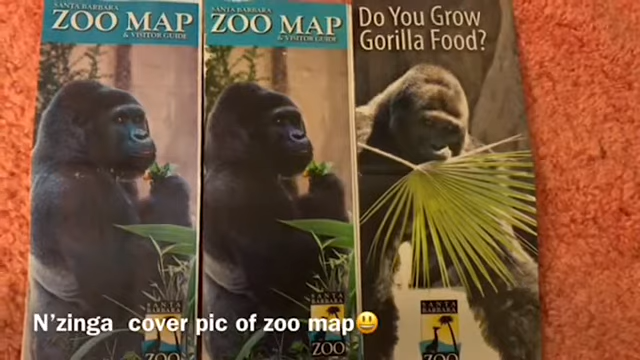 SANTA BARBARA
ZOO MAP
& VISITOR GUIDE
SANTA BARBARA
ZOO MAP
& VISITOR GUIDE
Do You Grow
Gorilla Food?
SANTA
BARBARA
ZOO
SANTA
BARBARA
ZOO
SANTA
BARBARA
N'zinga cover pic of zoo map😃